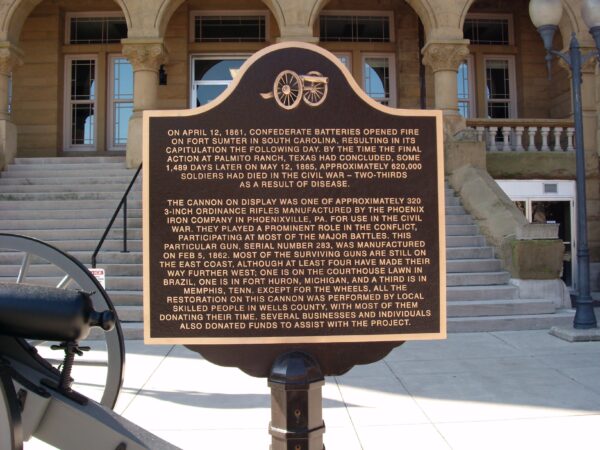 ON APRIL 12, 1861, CONFEDERATE BATTERIES OPENED FIRE
ON FORT SUMTER IN SOUTH CAROLINA, RESULTING IN ITS
CAPITULATION THE FOLLOWING DAY. BY THE TIME THE FINAL
ACTION AT PALMITO RANCH, TEXAS HAD CONCLUDED, SOME
1,489 DAYS LATER ON MAY 12, 1865, APPROXIMATELY 620,000
SOLDIERS HAD DIED IN THE CIVIL WAR – TWO-THIRDS
AS A RESULT OF DISEASE.
THE CANNON ON DISPLAY WAS ONE OF APPROXIMATELY 320
3-INCH ORDINANCE RIFLES MANUFACTURED BY THE PHOENIX
IRON COMPANY IN PHOENIXVILLE, PA. FOR USE IN THE CIVIL
WAR. THEY PLAYED A PROMINENT ROLE IN THE CONFLICT,
PARTICIPATING AT MOST OF THE MAJOR BATTLES. THIS
PARTICULAR GUN, SERIAL NUMBER 283, WAS MANUFACTURED
ON FEB 5, 1862. MOST OF THE SURVIVING GUNS ARE STILL ON
THE EAST COAST, ALTHOUGH AT LEAST FOUR HAVE MADE THEIR
WAY FURTHER WEST; ONE IS ON THE COURTHOUSE LAWN IN
BRAZIL, ONE IS IN FORT HURON, MICHIGAN, AND A THIRD IS IN
MEMPHIS, TENN. EXCEPT FOR THE WHEELS, ALL THE
RESTORATION ON THIS CANNON WAS PERFORMED BY LOCAL
SKILLED PEOPLE IN WELLS COUNTY, WITH MOST OF THEM
DONATING THEIR TIME. SEVERAL BUSINESSES AND INDIVIDUALS
ALSO DONATED FUNDS TO ASSIST WITH THE PROJECT.